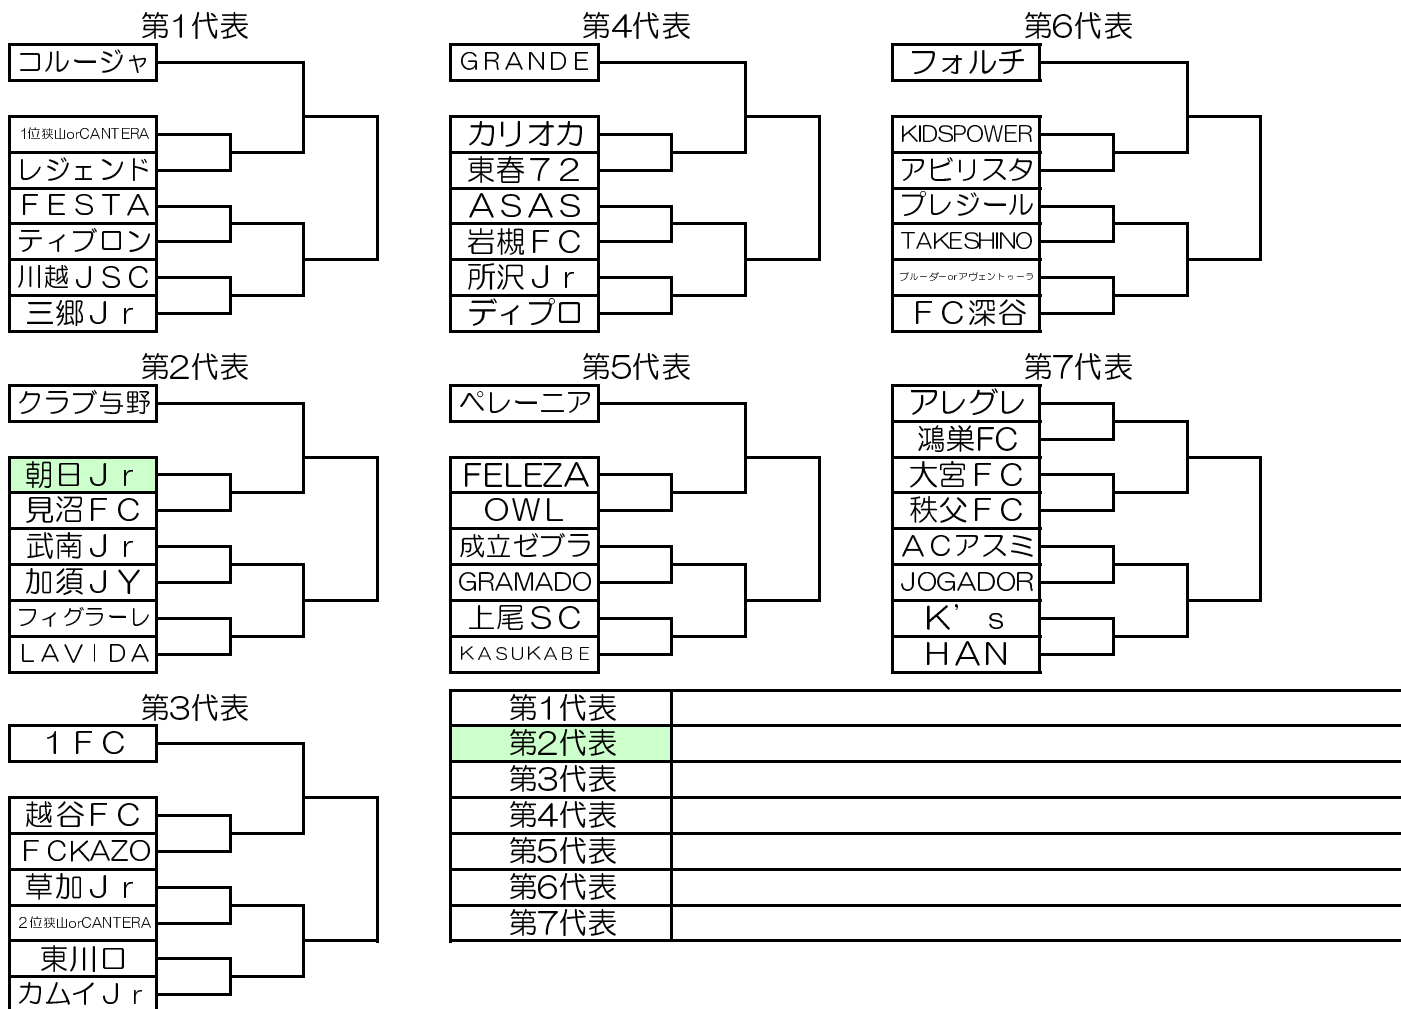 第1代表
コルージャ
1位狭山orCANTERA
レジェンド
ＦＥＳＴＡ
ティブロン
川越ＪＳＣ
三郷Ｊｒ
第2代表
クラブ与野
朝日Ｊｒ
見沼ＦＣ
武南Ｊｒ
加須ＪＹ
フィグラーレ
ＬＡＶＩＤＡ
第3代表
１ＦＣ
越谷ＦＣ
ＦCKAZO
草加Ｊｒ
2位狭山orCANTERA
東川口
カムイＪｒ
第4代表
ＧＲＡＮＤＥ
カリオカ
東春７２
ＡＳＡＳ
岩槻ＦＣ
所沢Ｊｒ
ディプロ
第5代表
ペレーニア
FELEZA
ＯＷＬ
成立ゼブラ
GRAMADO
上尾ＳＣ
ＫＡＳＵＫＡＢＥ
第6代表
フォルチ
KIDSPOWER
アビリスタ
プレジール
TAKESHINO
ブルーダーorアヴェントゥーラ
ＦＣ深谷
第7代表
アレグレ
鴻巣FC
大宮ＦＣ
秩父ＦＣ
ＡＣアスミ
JOGADOR
Ｋ’ｓ
ＨＡＮ
第1代表
第2代表
第3代表
第4代表
第5代表
第6代表
第7代表